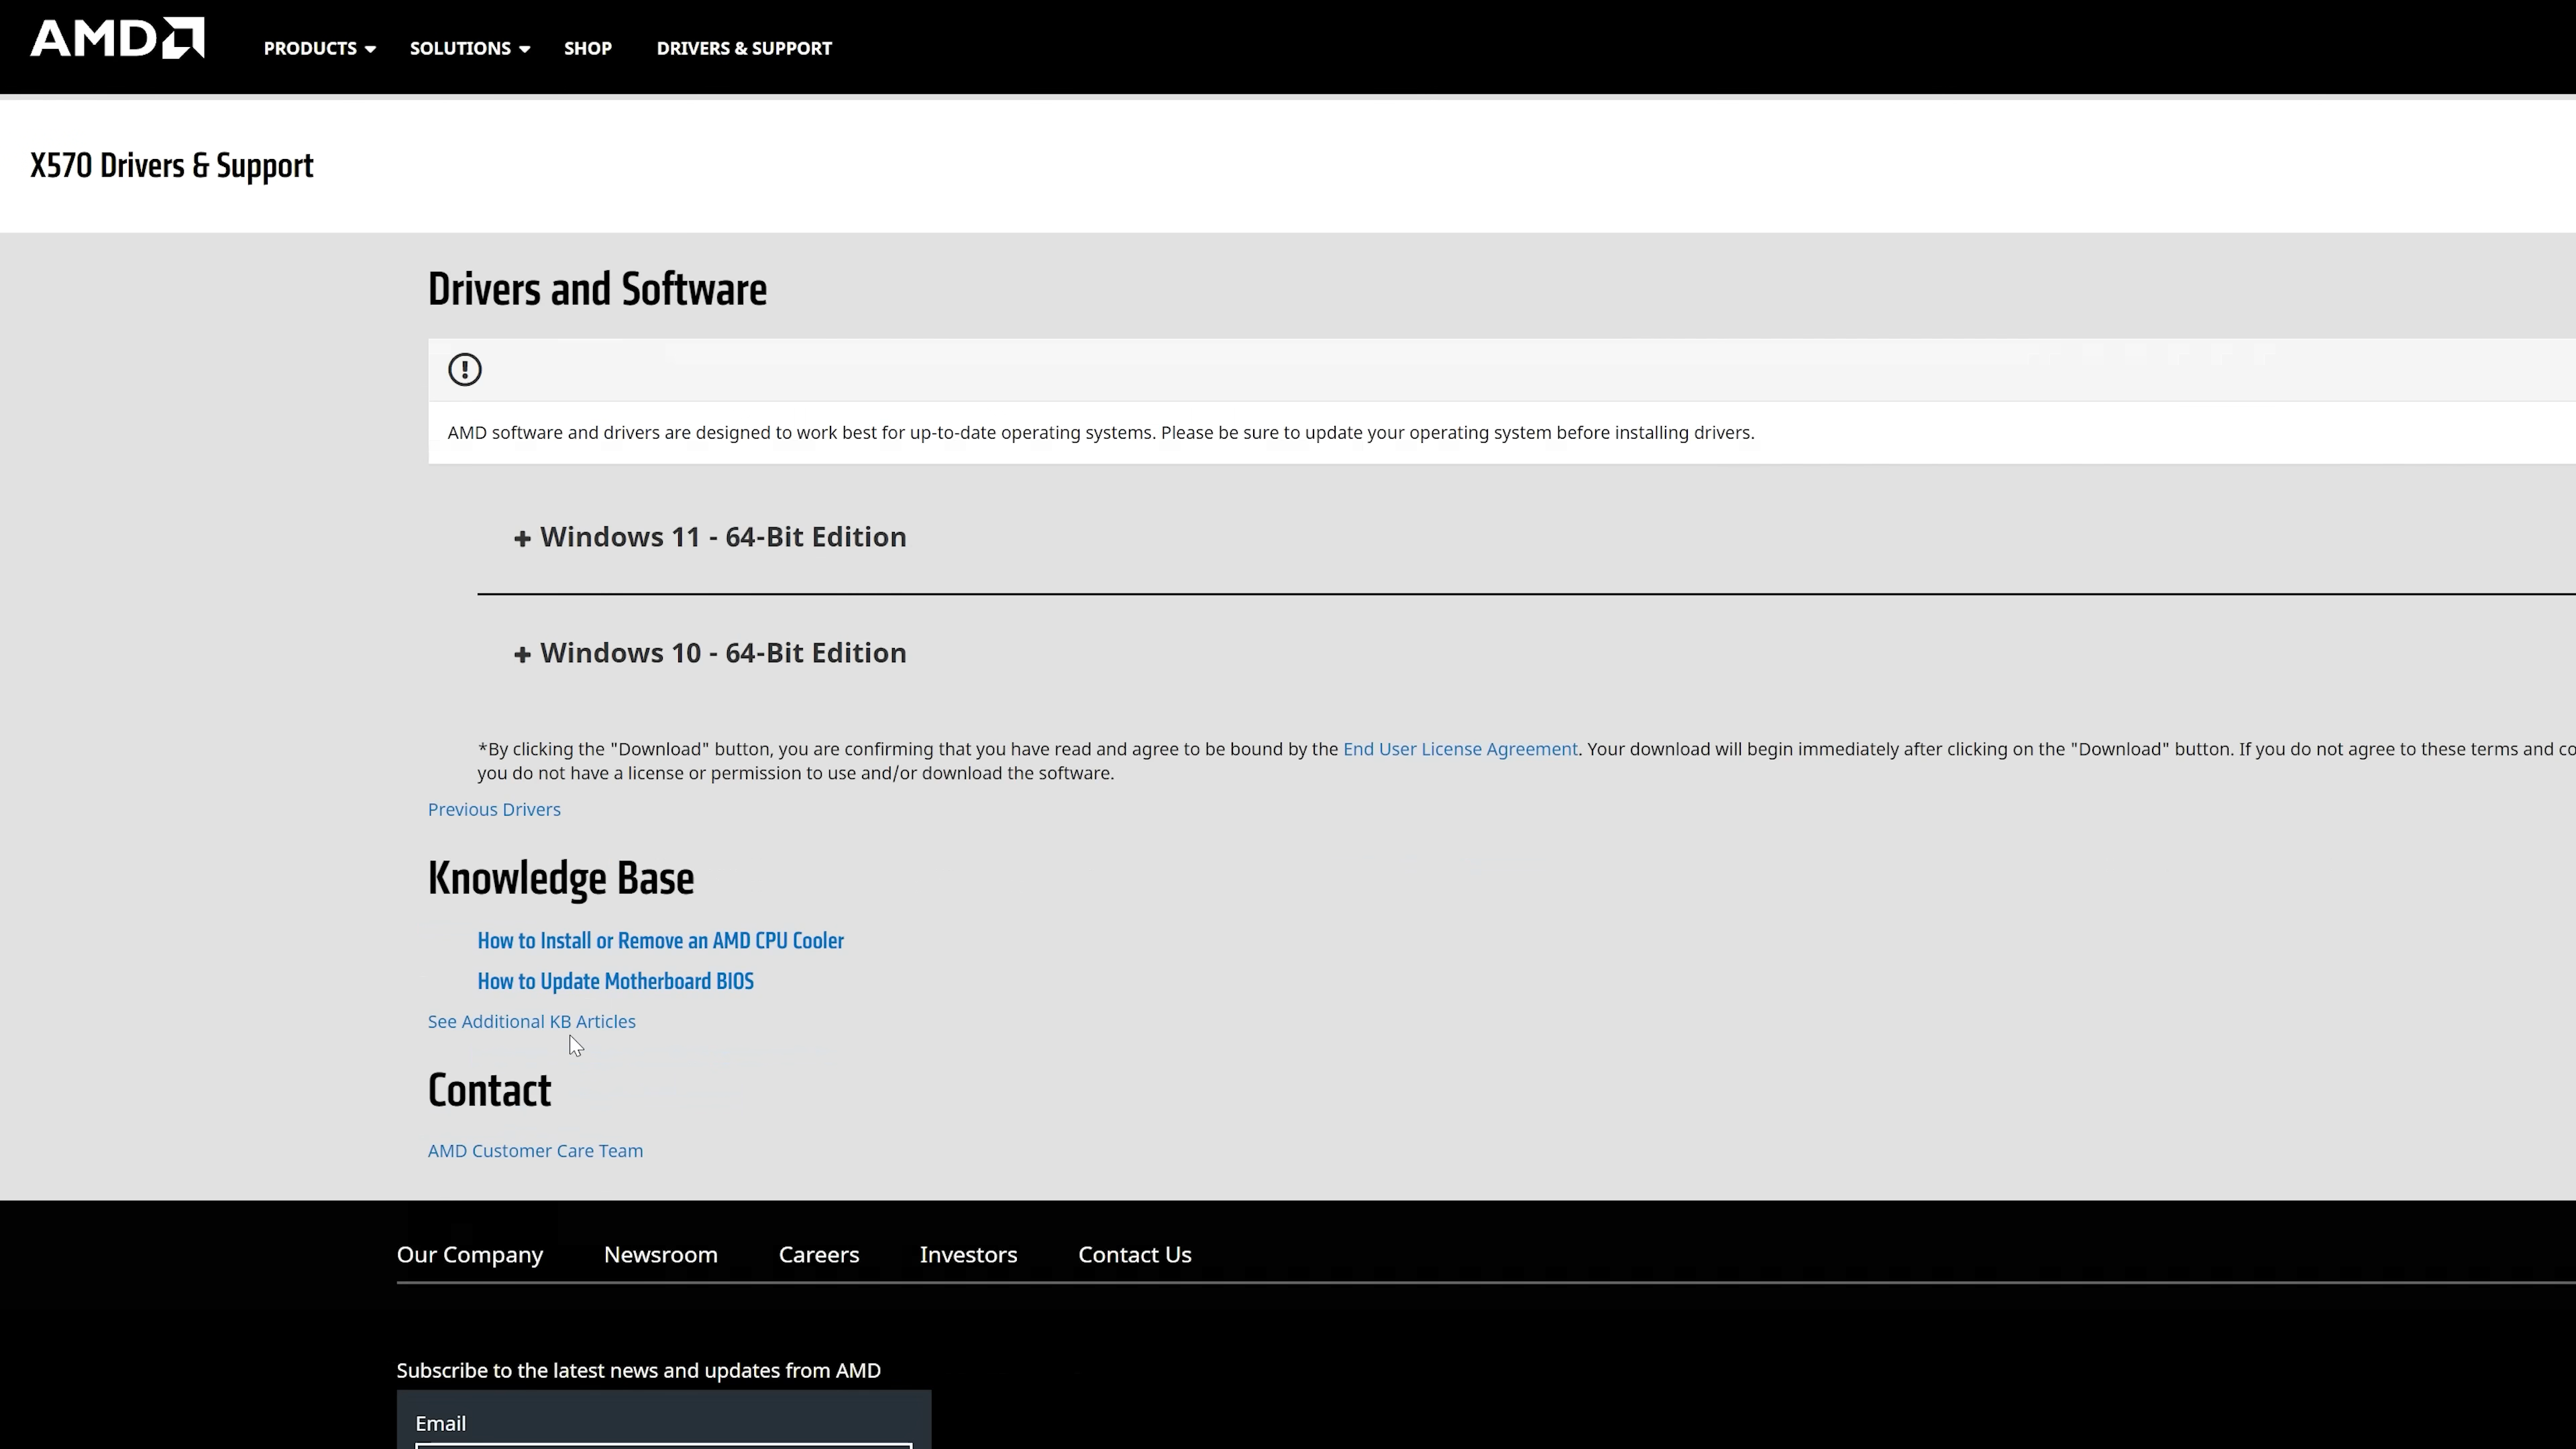 AMD
PRODUCTS
SOLUTIONS
SHOP
DRIVERS & SUPPORT
X570 Drivers & Support
Drivers and Software
AMD software and drivers are designed to work best for up-to-date operating systems. Please be sure to update your operating system before installing drivers.
+ Windows 11 - 64-Bit Edition
+ Windows 10 - 64-Bit Edition
*By clicking the "Download" button, you are confirming that you have read and agree to be bound by the End User License Agreement. Your download will begin immediately after clicking on the "Download" button. If you do not agree to these terms and
you do not have a license or permission to use and/or download the software.
Previous Drivers
Knowledge Base
How to Install or Remove an AMD CPU Cooler
How to Update Motherboard BIOS
See Additional KB Articles
Contact
AMD Customer Care Team
Our Company
Newsroom
Careers
Investors
Contact Us
Subscribe to the latest news and updates from AMD
Email